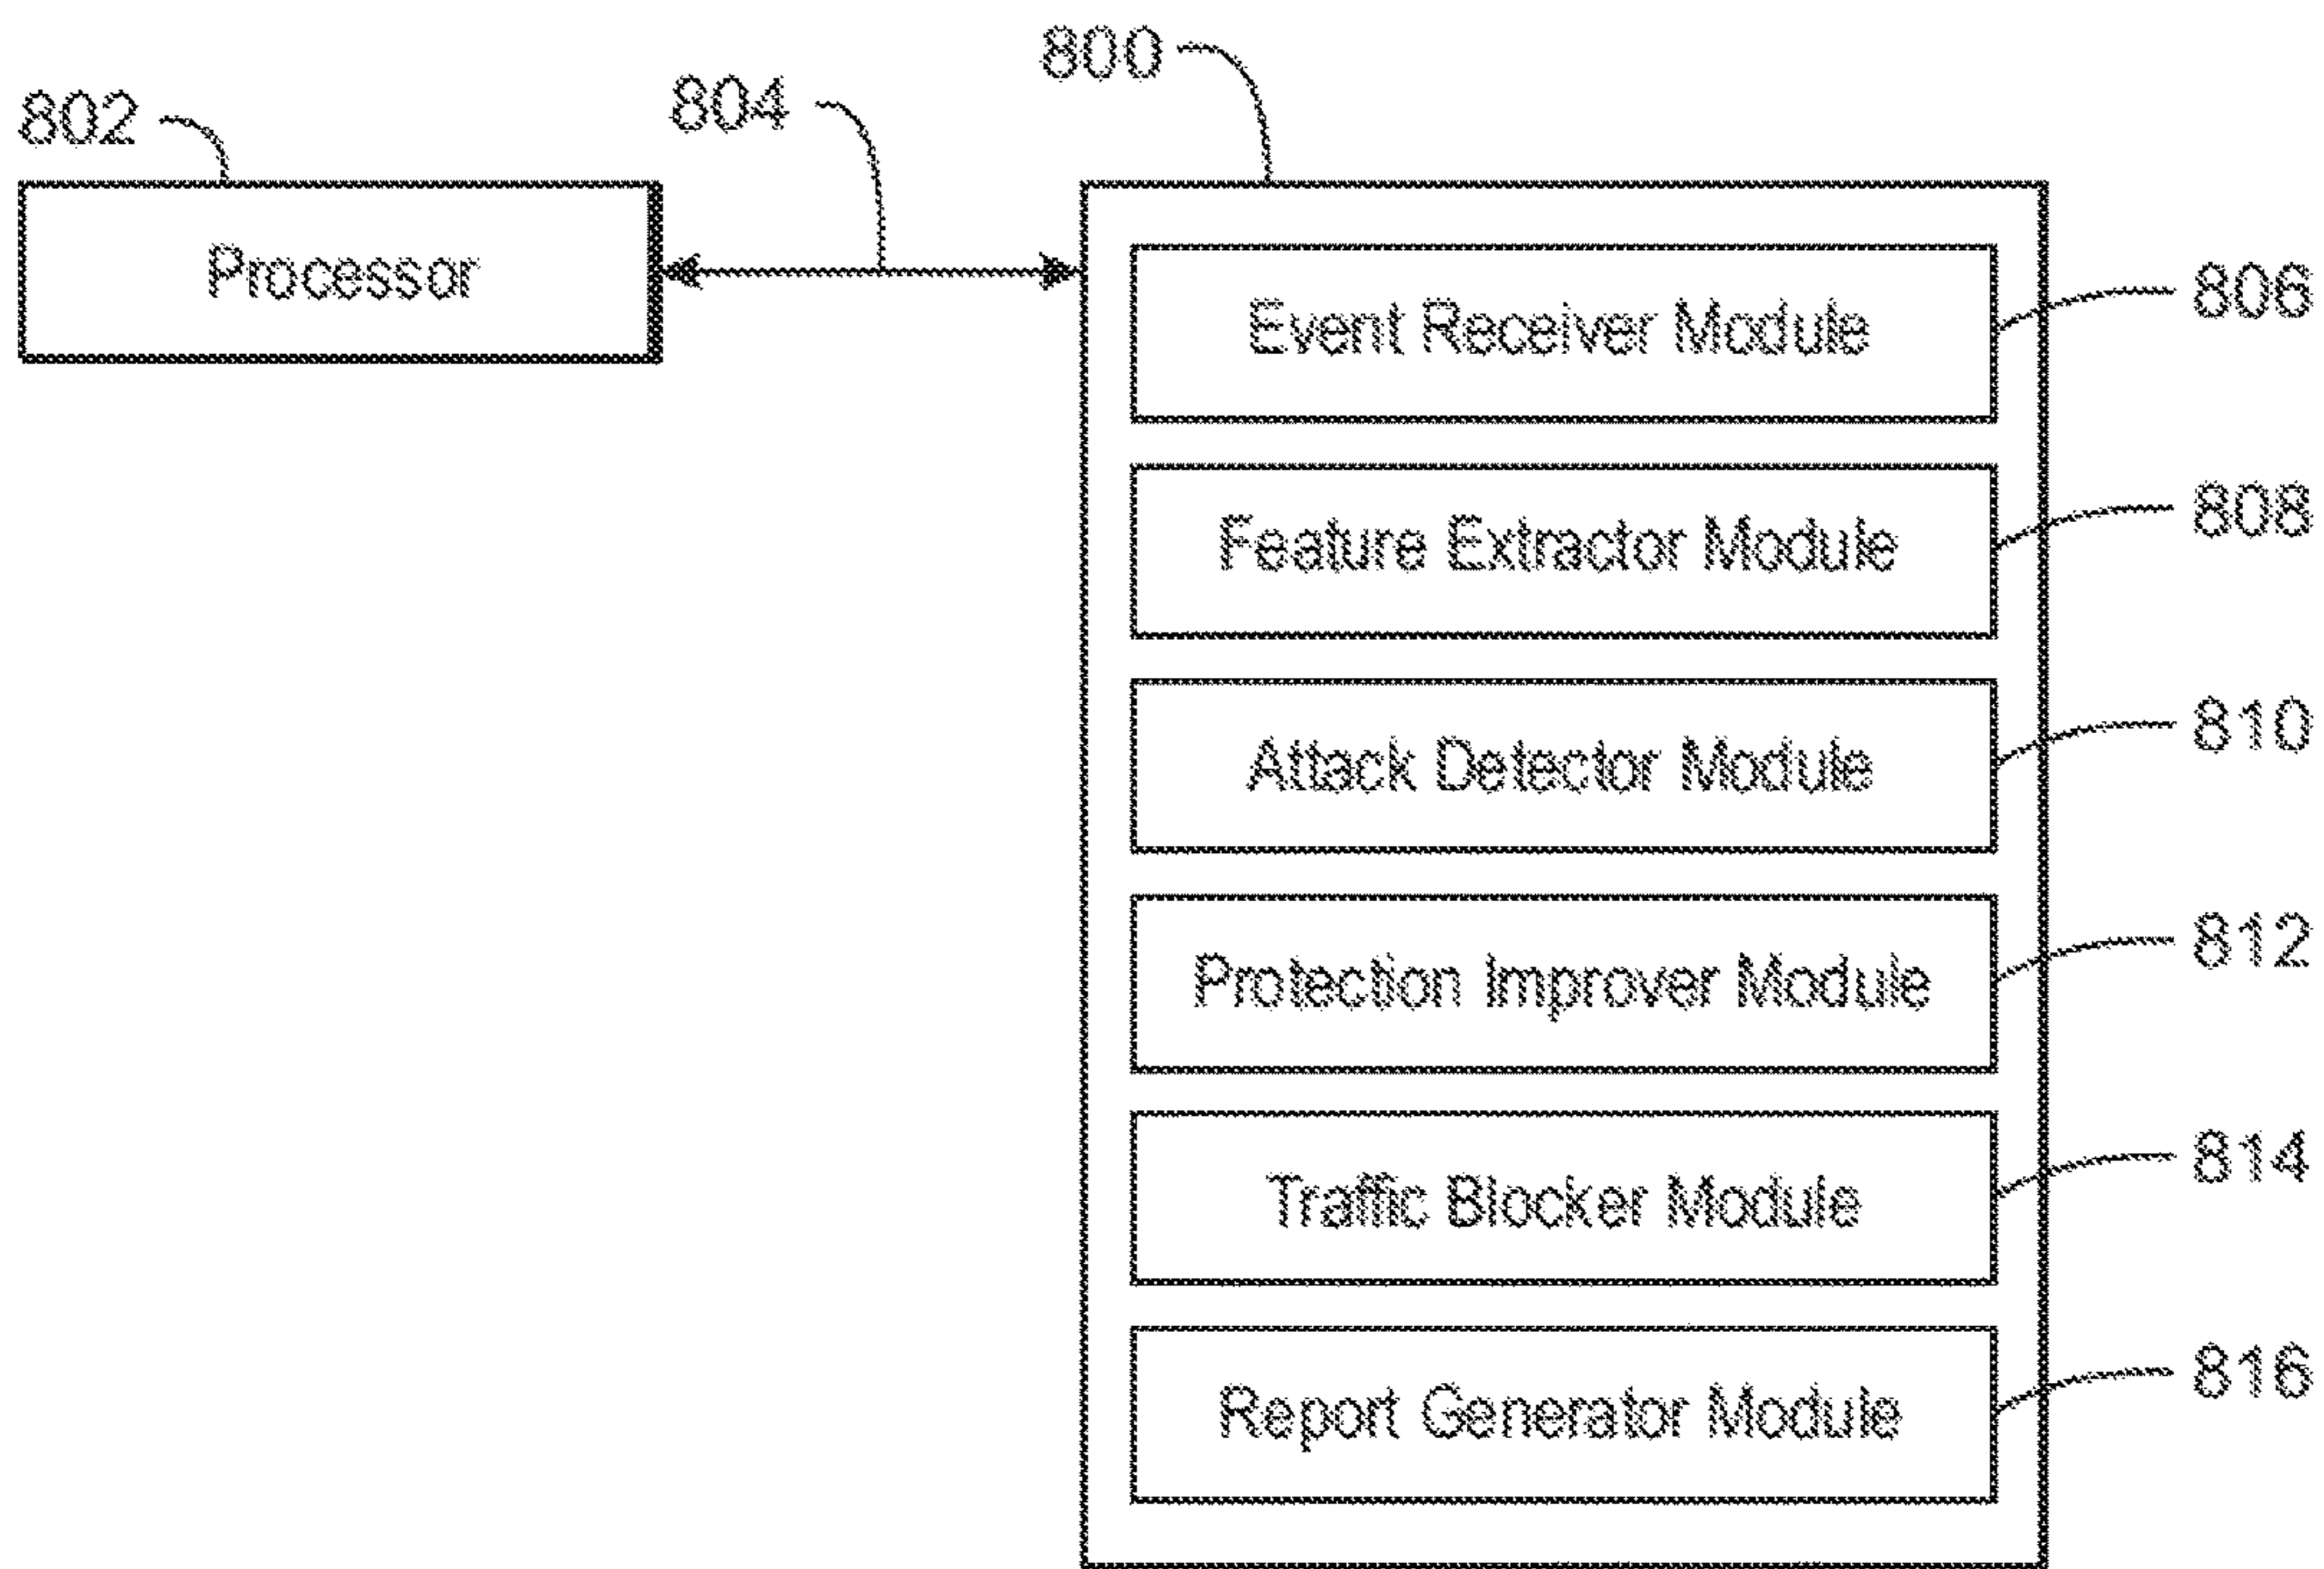 800
804
802
Processor
Event Receiver Module
806
Feature Extractor Module
808
Attack Detector Module
810
Protection Improver Module
812
Traffic Blocker Module
814
Report Generator Module
816